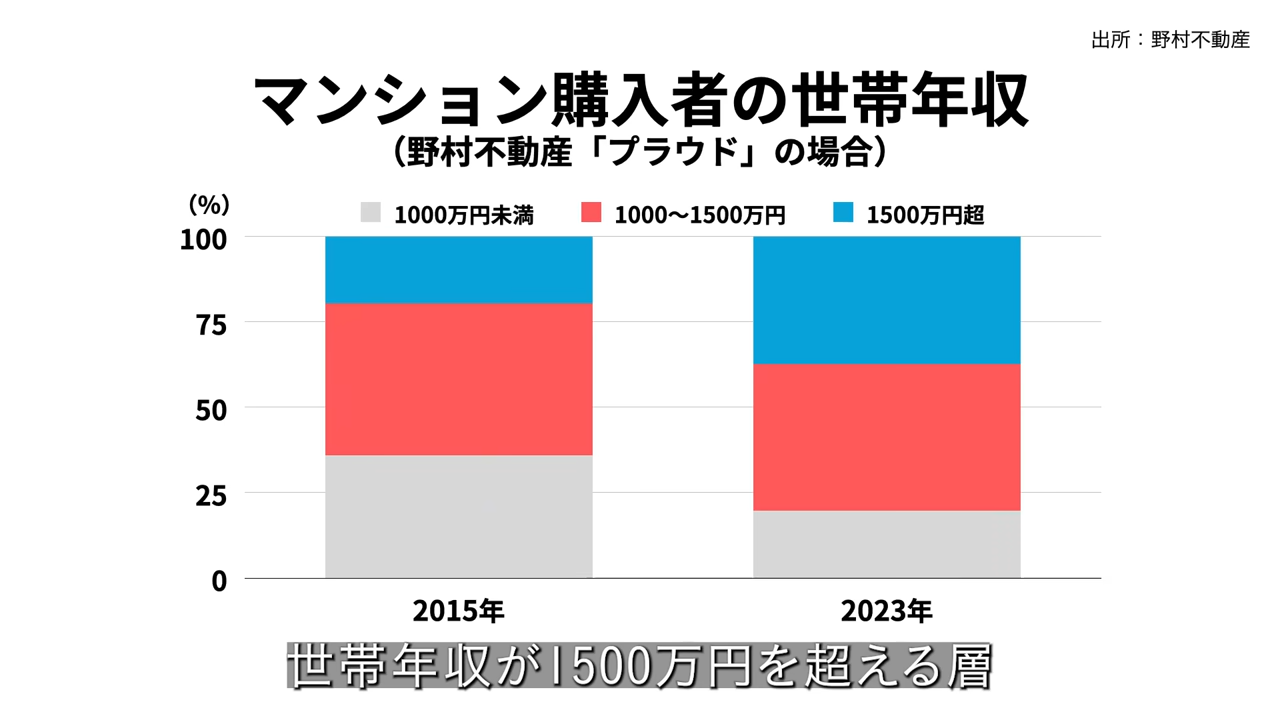 出所：野村不動産
マンション購入者の世帯年収
（野村不動産「プラウド」の場合）
（%）
1000万円未満 1000〜1500万円 1500万円超
100
75
50
25
0
2015年 2023年
世帯年収が1500万円を超える層